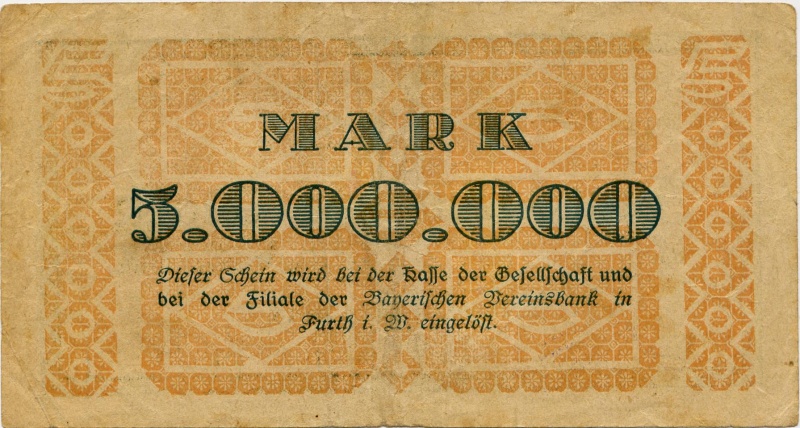 MARK
5.000.000
Dieser Schein wird bei der Kasse der Gesellschaft und
bei der Filiale der Bayerischen Vereinsbank in
Furth i. W. eingelöst.